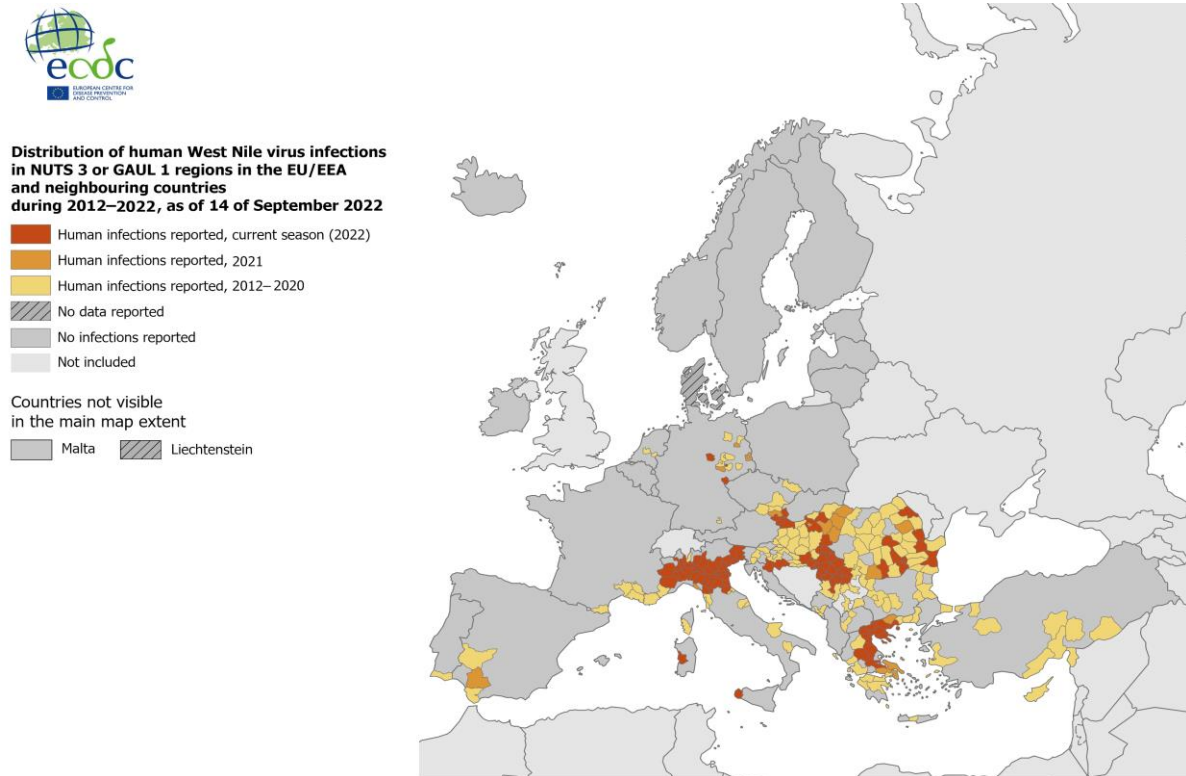 ecdc
EUROPEAN CENTRE FOR
DISEASE PREVENTION
AND CONTROL
Distribution of human West Nile virus infections
in NUTS 3 or GAUL 1 regions in the EU/EEA
and neighbouring countries
during 2012–2022, as of 14 of September 2022
Human infections reported, current season (2022)
Human infections reported, 2021
Human infections reported, 2012–2020
No data reported
No infections reported
Not included
Countries not visible
in the main map extent
Malta
Liechtenstein